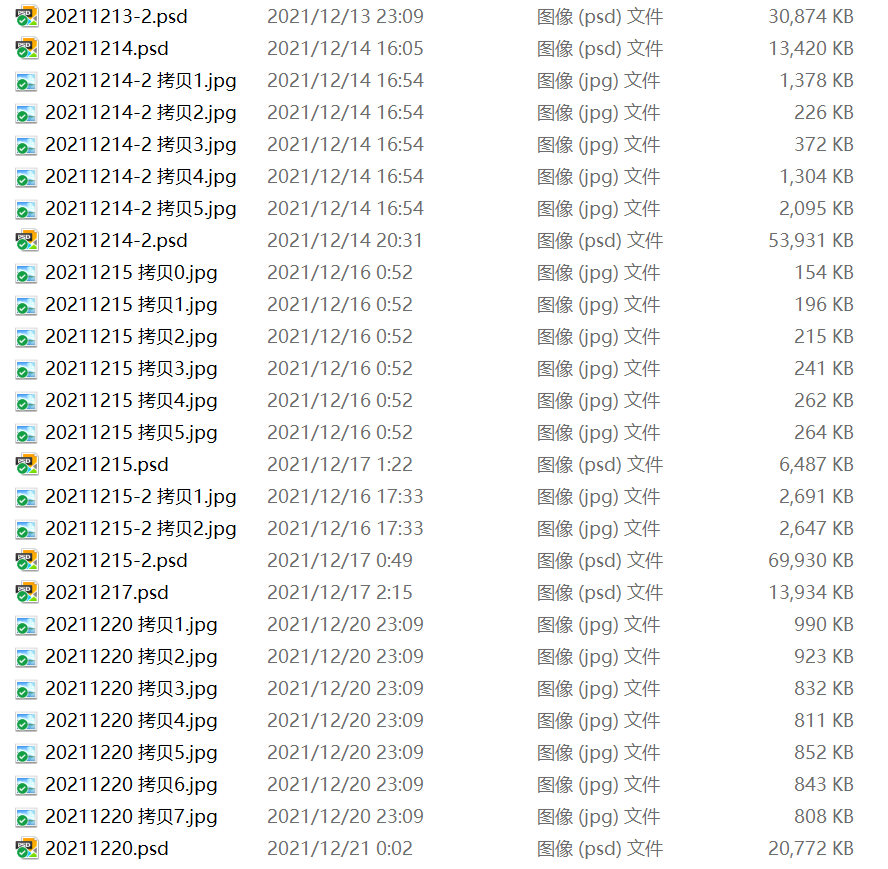 20211213-2.psd 2021/12/13 23:09 图像 (psd) 文件 30,874 KB
20211214.psd 2021/12/14 16:05 图像 (psd) 文件 13,420 KB
20211214-2 拷贝1.jpg 2021/12/14 16:54 图像 (jpg) 文件 1,378 KB
20211214-2 拷贝2.jpg 2021/12/14 16:54 图像 (jpg) 文件 226 KB
20211214-2 拷贝3.jpg 2021/12/14 16:54 图像 (jpg) 文件 372 KB
20211214-2 拷贝4.jpg 2021/12/14 16:54 图像 (jpg) 文件 1,304 KB
20211214-2 拷贝5.jpg 2021/12/14 16:54 图像 (jpg) 文件 2,095 KB
20211214-2.psd 2021/12/14 20:31 图像 (psd) 文件 53,931 KB
20211215 拷贝0.jpg 2021/12/16 0:52 图像 (jpg) 文件 154 KB
20211215 拷贝1.jpg 2021/12/16 0:52 图像 (jpg) 文件 196 KB
20211215 拷贝2.jpg 2021/12/16 0:52 图像 (jpg) 文件 215 KB
20211215 拷贝3.jpg 2021/12/16 0:52 图像 (jpg) 文件 241 KB
20211215 拷贝4.jpg 2021/12/16 0:52 图像 (jpg) 文件 262 KB
20211215 拷贝5.jpg 2021/12/16 0:52 图像 (jpg) 文件 264 KB
20211215.psd 2021/12/17 1:22 图像 (psd) 文件 6,487 KB
20211215-2 拷贝1.jpg 2021/12/16 17:33 图像 (jpg) 文件 2,691 KB
20211215-2 拷贝2.jpg 2021/12/16 17:33 图像 (jpg) 文件 2,647 KB
20211215-2.psd 2021/12/17 0:49 图像 (psd) 文件 69,930 KB
20211217.psd 2021/12/17 2:15 图像 (psd) 文件 13,934 KB
20211220 拷贝1.jpg 2021/12/20 23:09 图像 (jpg) 文件 990 KB
20211220 拷贝2.jpg 2021/12/20 23:09 图像 (jpg) 文件 923 KB
20211220 拷贝3.jpg 2021/12/20 23:09 图像 (jpg) 文件 832 KB
20211220 拷贝4.jpg 2021/12/20 23:09 图像 (jpg) 文件 811 KB
20211220 拷贝5.jpg 2021/12/20 23:09 图像 (jpg) 文件 852 KB
20211220 拷贝6.jpg 2021/12/20 23:09 图像 (jpg) 文件 843 KB
20211220 拷贝7.jpg 2021/12/20 23:09 图像 (jpg) 文件 808 KB
20211220.psd 2021/12/21 0:02 图像 (psd) 文件 20,772 KB